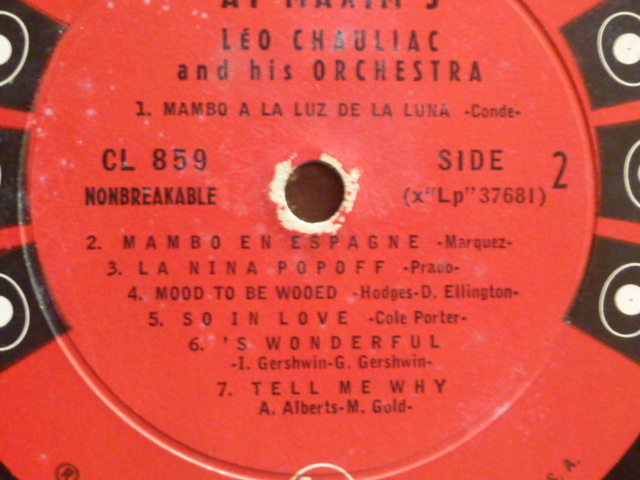 AT MAXIM'S
LÉO CHAULIAC
and his ORCHESTRA
1. MAMBO A LA LUZ DE LA LUNA -Conde-
CL 859 SIDE 2
NONBREAKABLE (x"Lp"37681)
2. MAMBO EN ESPAGNE -Marquez-
3. LA NINA POPOFF -Prado-
4. MOOD TO BE WOOED -Hodges-D. Ellington-
5. SO IN LOVE -Cole Porter-
6. 'S WONDERFUL
-I. Gershwin-G. Gershwin-
7. TELL ME WHY
A. Alberts-M. Gold-
® S. A.